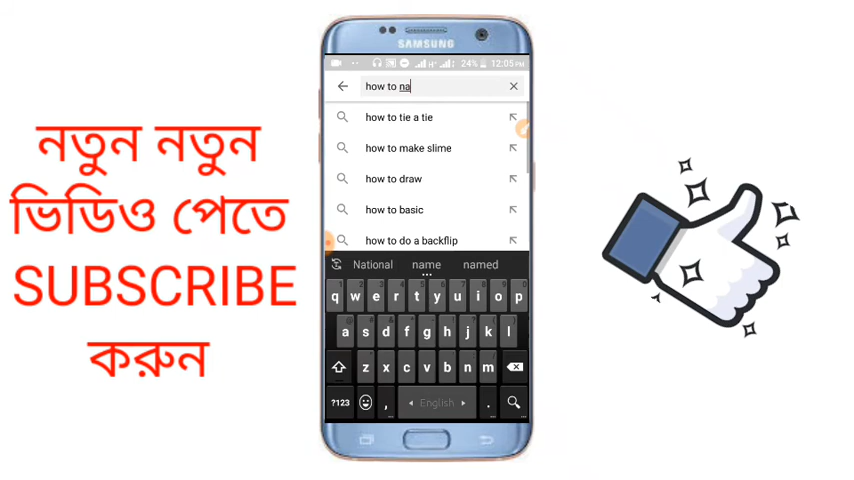 নতুন নতুন
ভিডিও পেতে
SUBSCRIBE
করুন
SAMSUNG
H+ 24% 12:05 PM
how to na
how to tie a tie
how to make slime
how to draw
how to basic
how to do a backflip
National name named
q w e r t y u i o p
@ a s d f g h j k l
z x c v b n m
?123 , English .